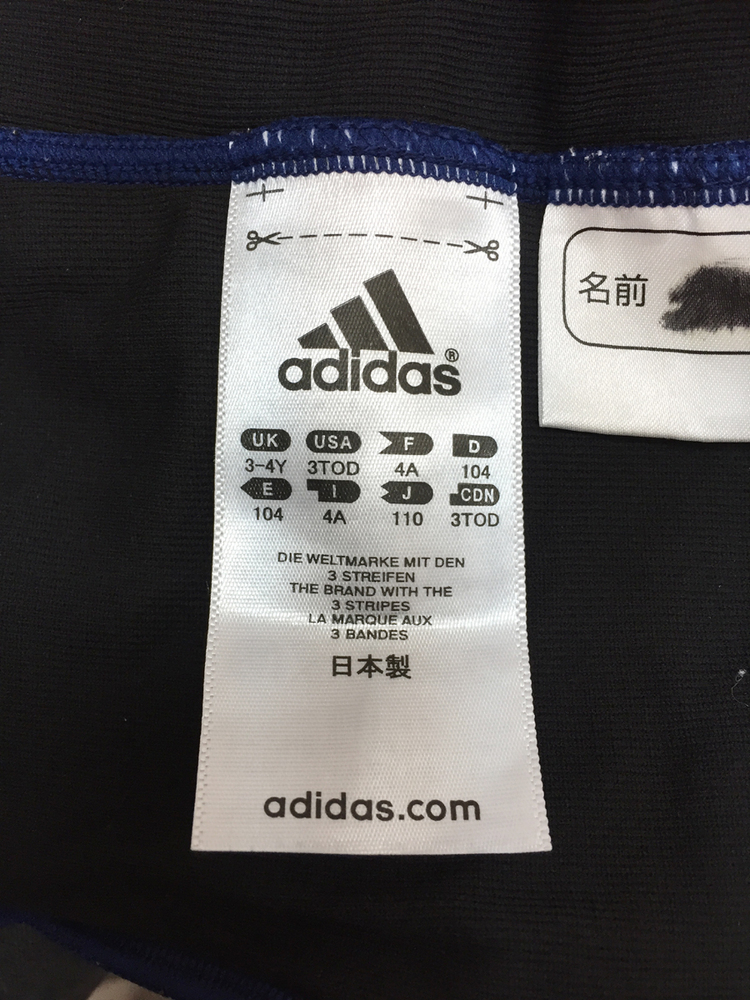 adidas®
UK USA F D
3-4Y 3TOD 4A 104
E I J CDN
104 4A 110 3TOD
DIE WELTMARKE MIT DEN
3 STREIFEN
THE BRAND WITH THE
3 STRIPES
LA MARQUE AUX
3 BANDES
日本製
adidas.com
名前